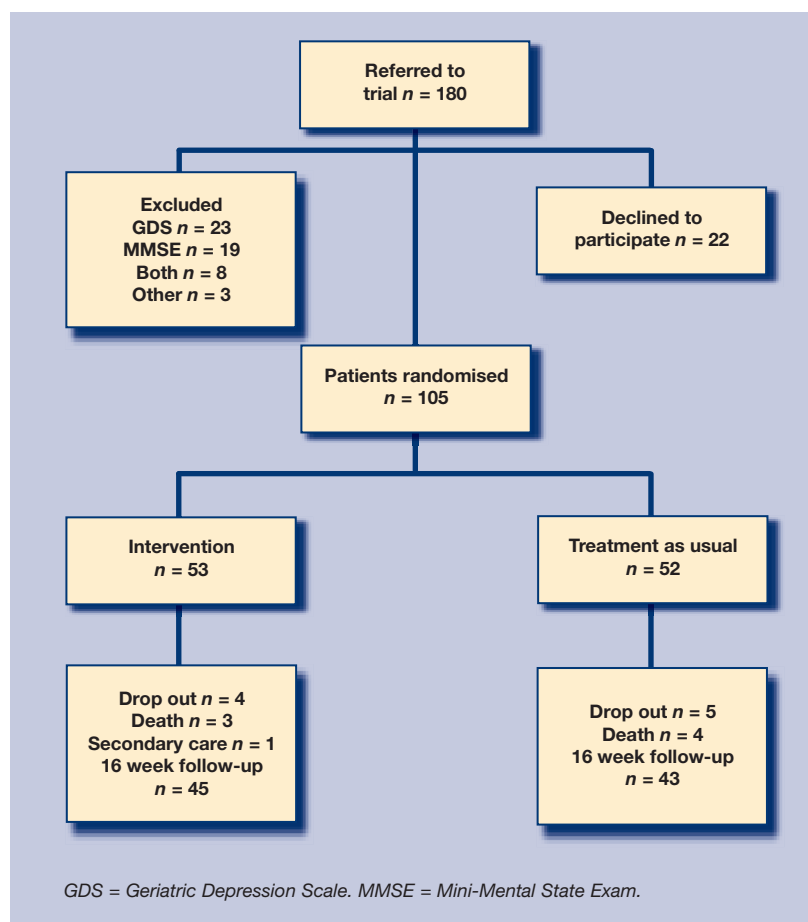 Referred to
trial n = 180
Excluded
GDS n = 23
MMSE n = 19
Both n = 8
Other n = 3
Declined to
participate n = 22
Patients randomised
n = 105
Intervention
n = 53
Treatment as usual
n = 52
Drop out n = 4
Death n = 3
Secondary care n = 1
16 week follow-up
n = 45
Drop out n = 5
Death n = 4
16 week follow-up
n = 43
GDS = Geriatric Depression Scale. MMSE = Mini-Mental State Exam.